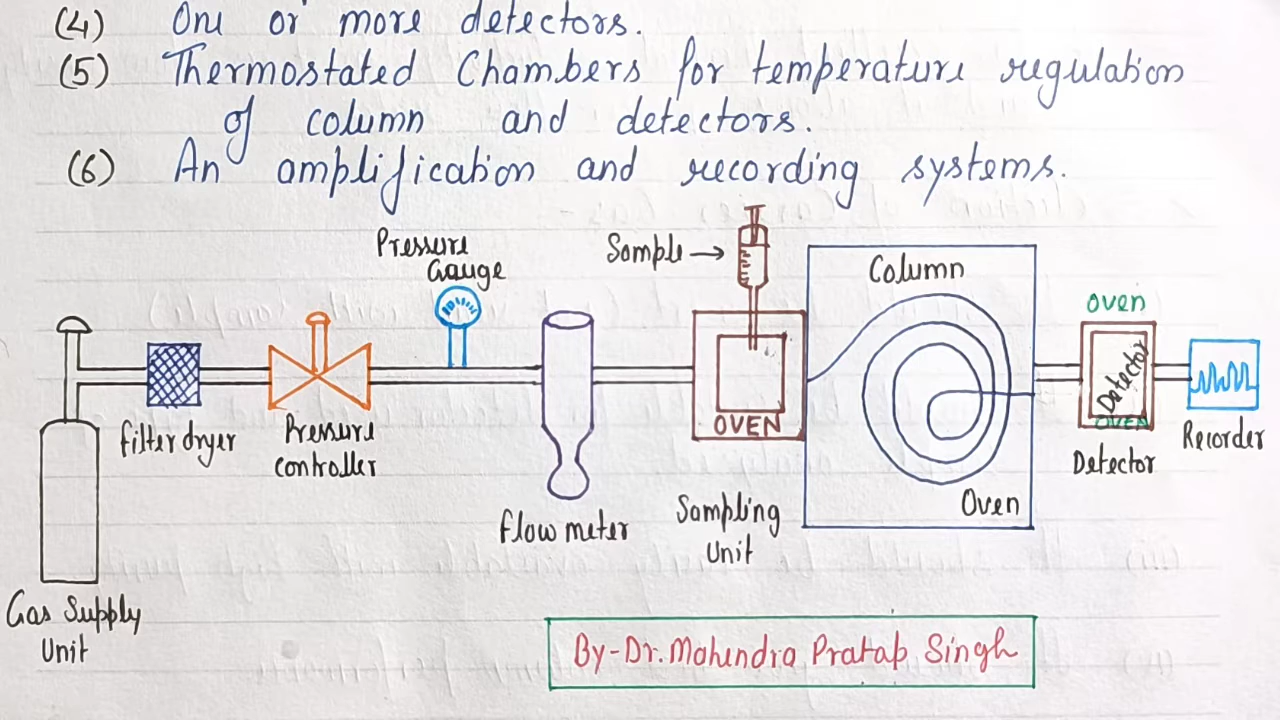 (4) One or more detectors.
(5) Thermostated Chambers for temperature regulation
of column and detectors.
(6) An amplification and recording systems.
Pressure
Gauge
Sample →
Column
oven
Detector
OVEN
OVEN
filter dryer
Pressure
controller
Detector
Recorder
Oven
flow meter
Sampling
Unit
Gas Supply
Unit
By-Dr. Mahendra Pratap Singh